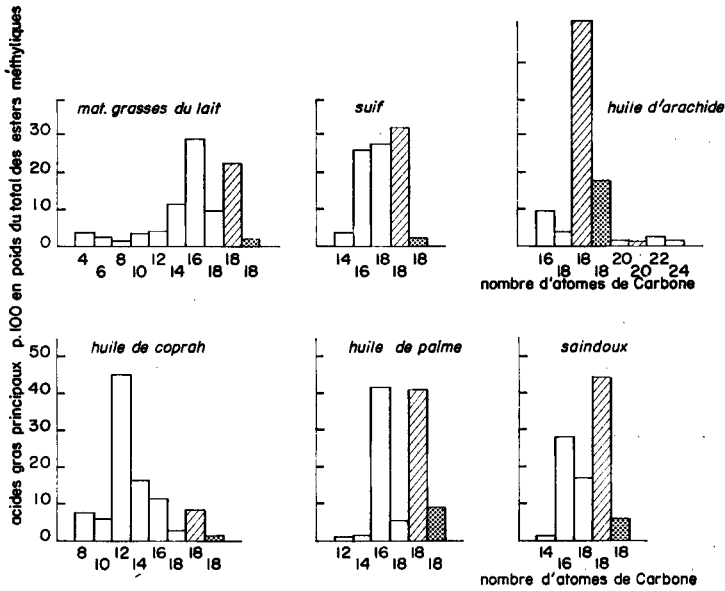 acides gras principaux p.100 en poids du total des esters méthyliques
mat. grasses du lait
30
20
10
0
4 6 8 10 12 14 16 18 18 18
suif
14 16 18 18 18
huile d'arachide
16 18 18 18 20 20 22 24
nombre d'atomes de Carbone
huile de coprah
50
40
30
20
10
0
8 10 12 14 16 18 18 18
huile de palme
12 14 16 18 18 18
saindoux
14 16 18 18 18
nombre d'atomes de Carbone